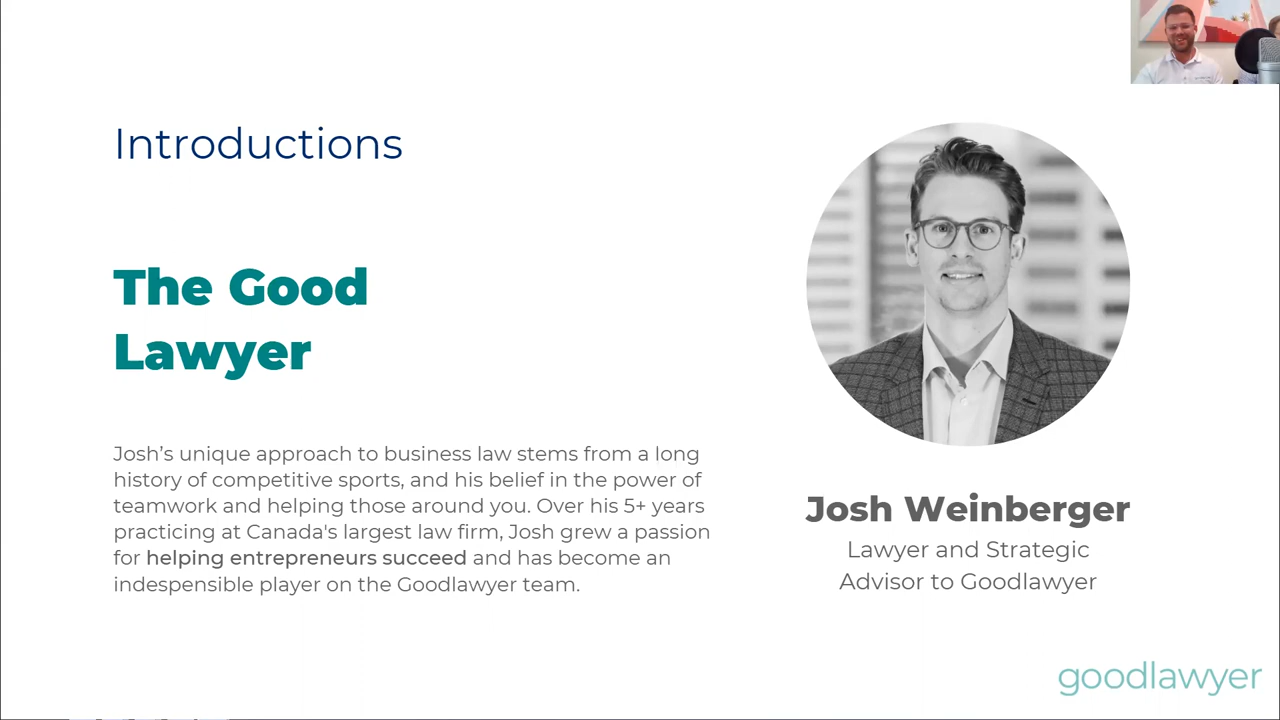 Introductions
The Good
Lawyer
Josh’s unique approach to business law stems from a long
history of competitive sports, and his belief in the power of
teamwork and helping those around you. Over his 5+ years
practicing at Canada's largest law firm, Josh grew a passion
for helping entrepreneurs succeed and has become an
indespensible player on the Goodlawyer team.
Josh Weinberger
Lawyer and Strategic
Advisor to Goodlawyer
goodlawyer